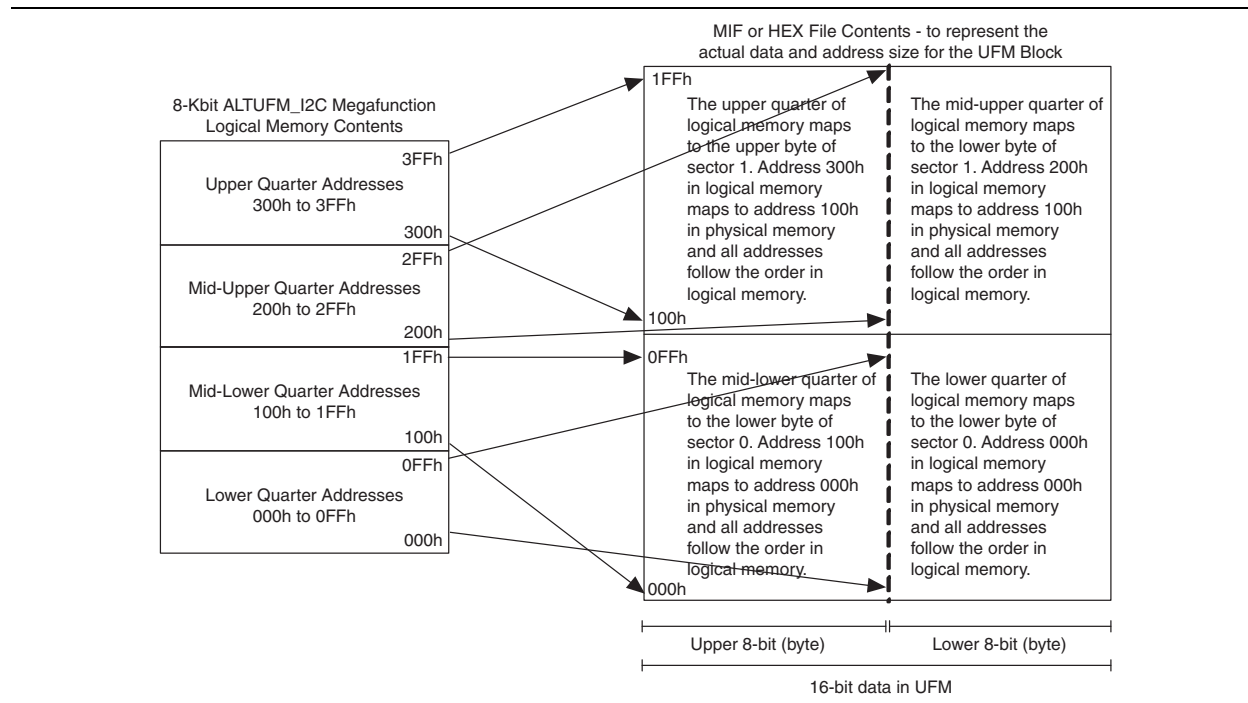 MIF or HEX File Contents - to represent the
actual data and address size for the UFM Block
8-Kbit ALTUFM_I2C Megafunction
Logical Memory Contents
3FFh
Upper Quarter Addresses
300h to 3FFh
300h
2FFh
Mid-Upper Quarter Addresses
200h to 2FFh
200h
1FFh
Mid-Lower Quarter Addresses
100h to 1FFh
100h
0FFh
Lower Quarter Addresses
000h to 0FFh
000h
1FFh
The upper quarter of
logical memory maps
to the upper byte of
sector 1. Address 300h
in logical memory
maps to address 100h
in physical memory
and all addresses
follow the order in
logical memory.
100h
The mid-upper quarter of
logical memory maps
to the lower byte of
sector 1. Address 200h
in logical memory
maps to address 100h
in physical memory
and all addresses
follow the order in
logical memory.
0FFh
The mid-lower quarter of
logical memory maps
to the lower byte of
sector 0. Address 100h
in logical memory
maps to address 000h
in physical memory
and all addresses
follow the order in
logical memory.
000h
The lower quarter of
logical memory maps
to the lower byte of
sector 0. Address 000h
in logical memory
maps to address 000h
in physical memory
and all addresses
follow the order in
logical memory.
Upper 8-bit (byte)
Lower 8-bit (byte)
16-bit data in UFM